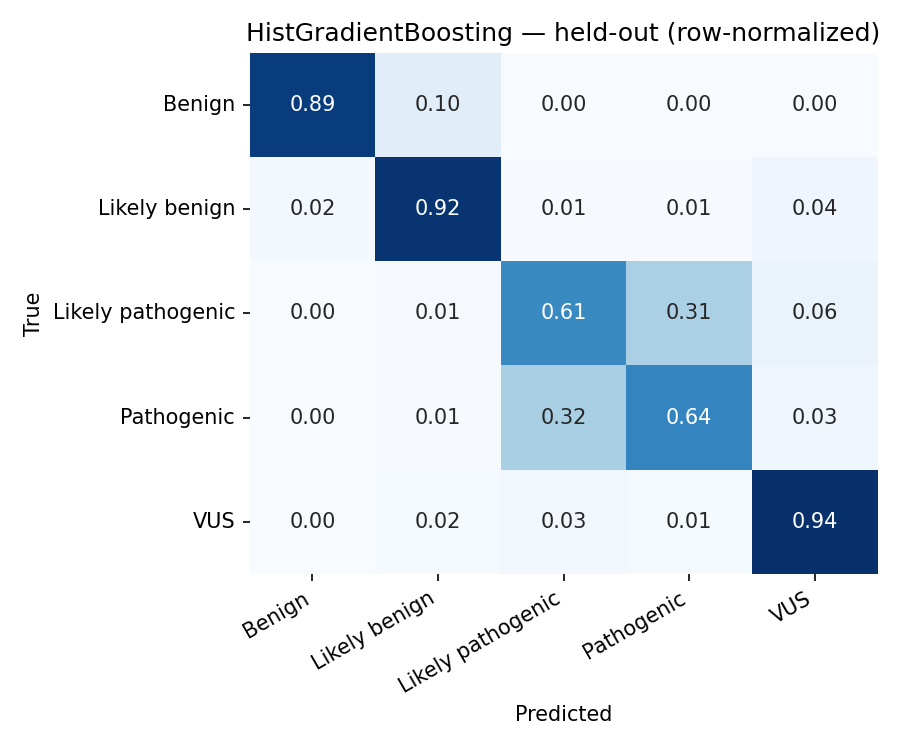 HistGradientBoosting — held-out (row-normalized)
Benign 0.89 0.10 0.00 0.00 0.00
Likely benign 0.02 0.92 0.01 0.01 0.04
Likely pathogenic 0.00 0.01 0.61 0.31 0.06
Pathogenic 0.00 0.01 0.32 0.64 0.03
VUS 0.00 0.02 0.03 0.01 0.94
True
Benign Likely benign Likely pathogenic Pathogenic VUS
Predicted